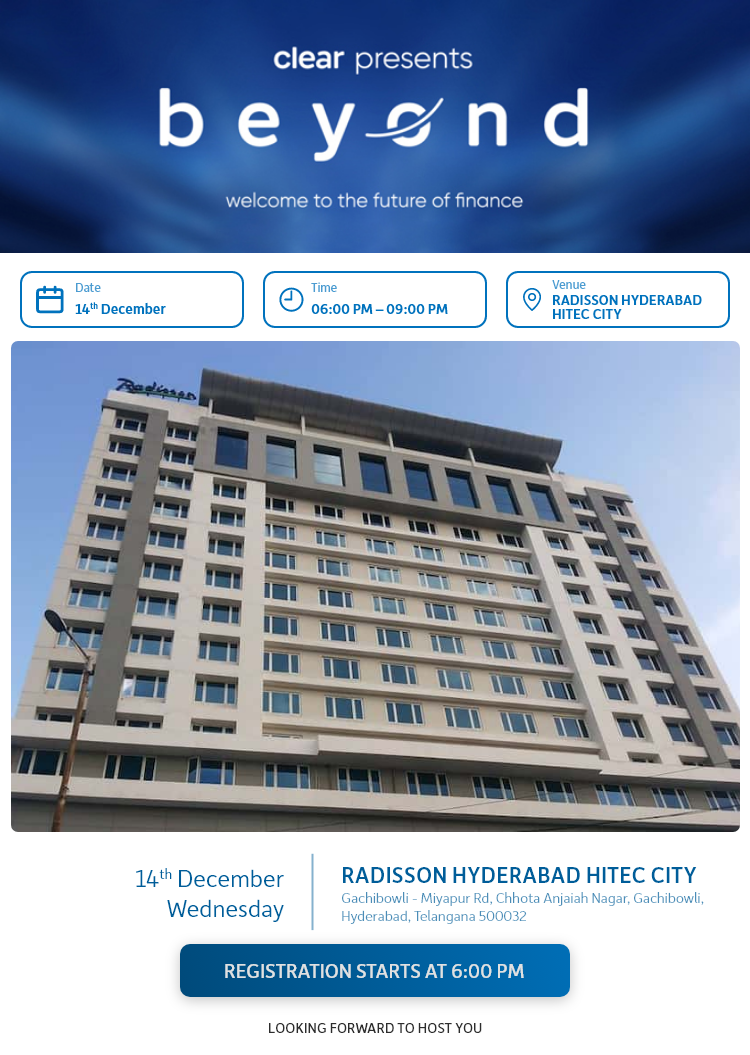 clear presents
beyond
welcome to the future of finance
Date
14th December
Time
06:00 PM – 09:00 PM
Venue
RADISSON HYDERABAD
HITEC CITY
Radisson
14th December
Wednesday
RADISSON HYDERABAD HITEC CITY
Gachibowli - Miyapur Rd, Chhota Anjaiah Nagar, Gachibowli,
Hyderabad, Telangana 500032
REGISTRATION STARTS AT 6:00 PM
LOOKING FORWARD TO HOST YOU